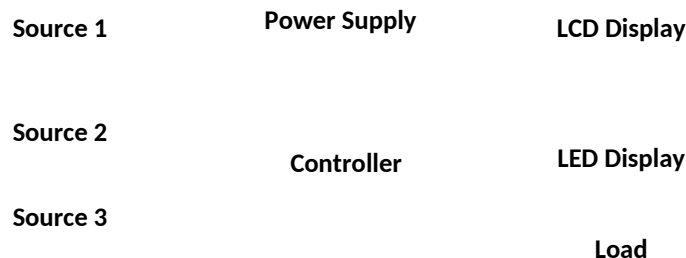 Source 1
Power Supply
LCD Display
Source 2
Controller
LED Display
Source 3
Load